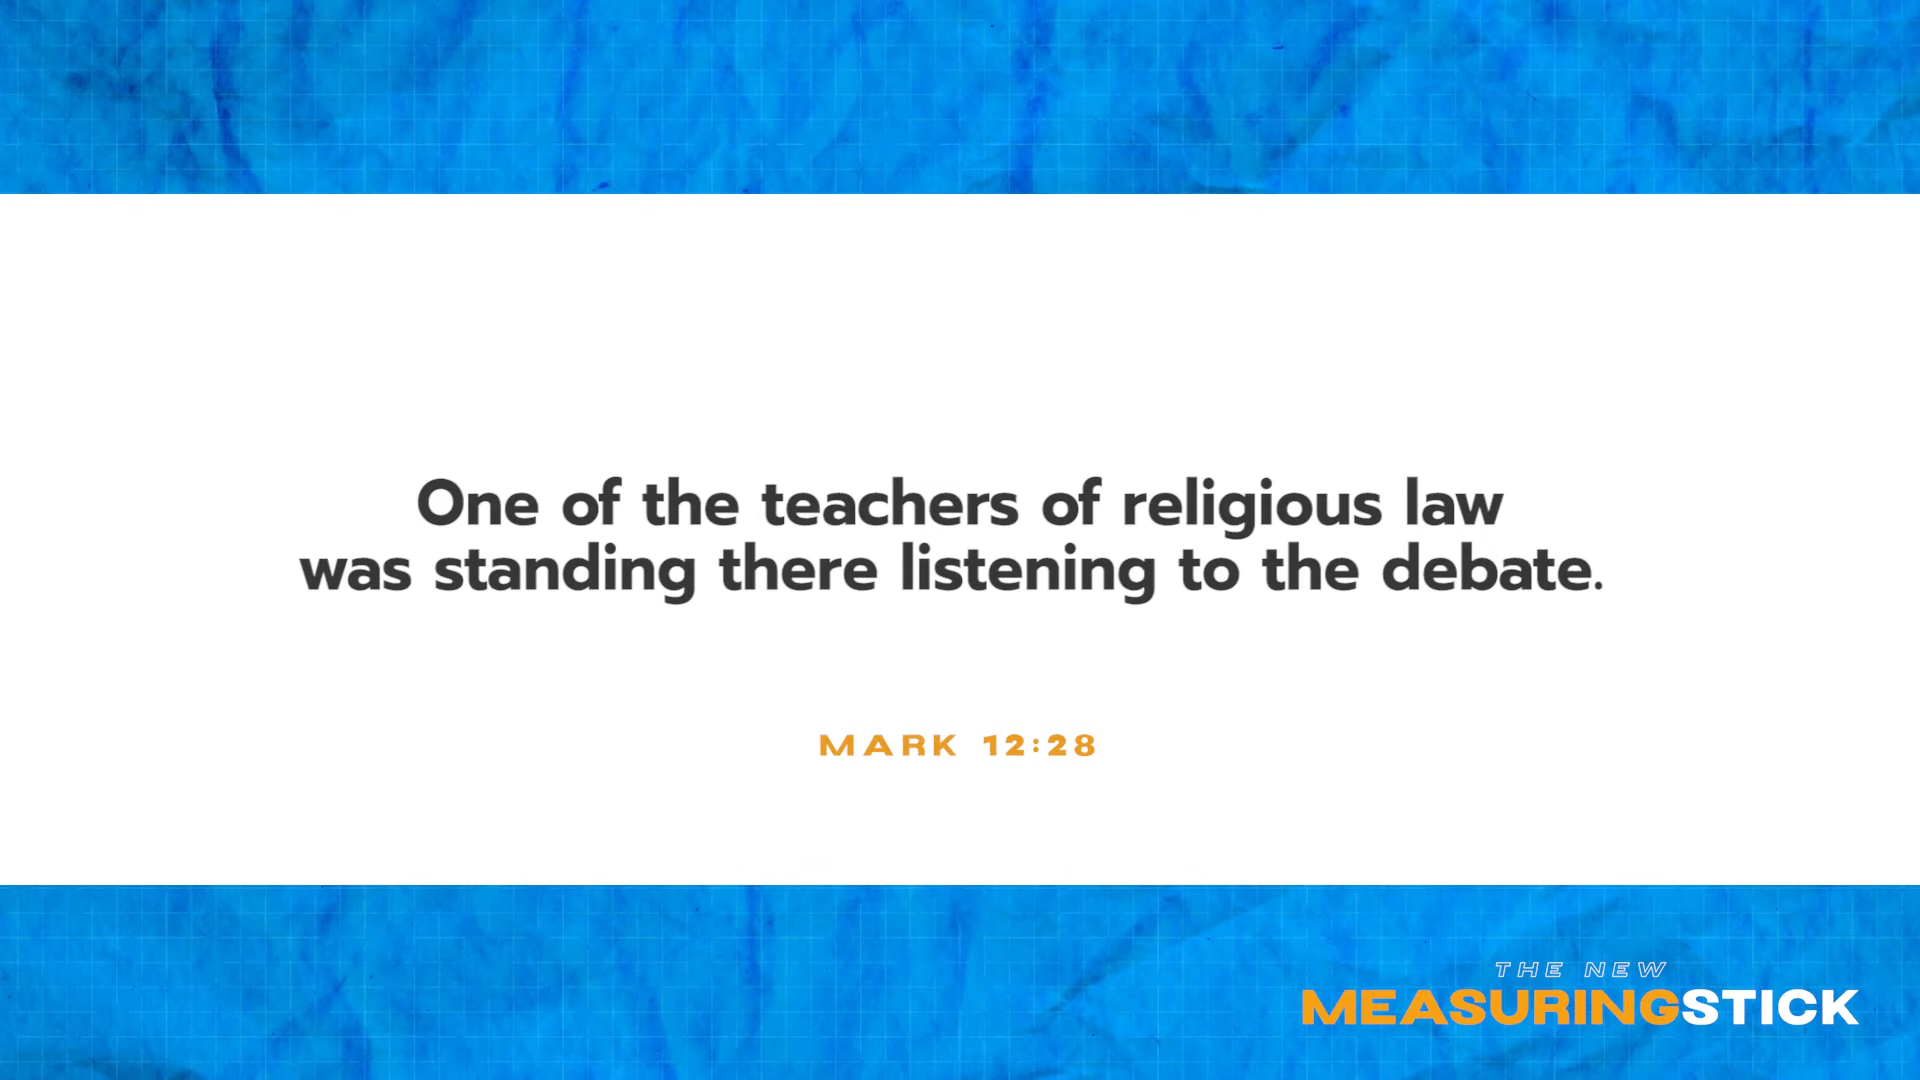 One of the teachers of religious law
was standing there listening to the debate.
MARK 12:28
THE NEW
MEASURINGSTICK